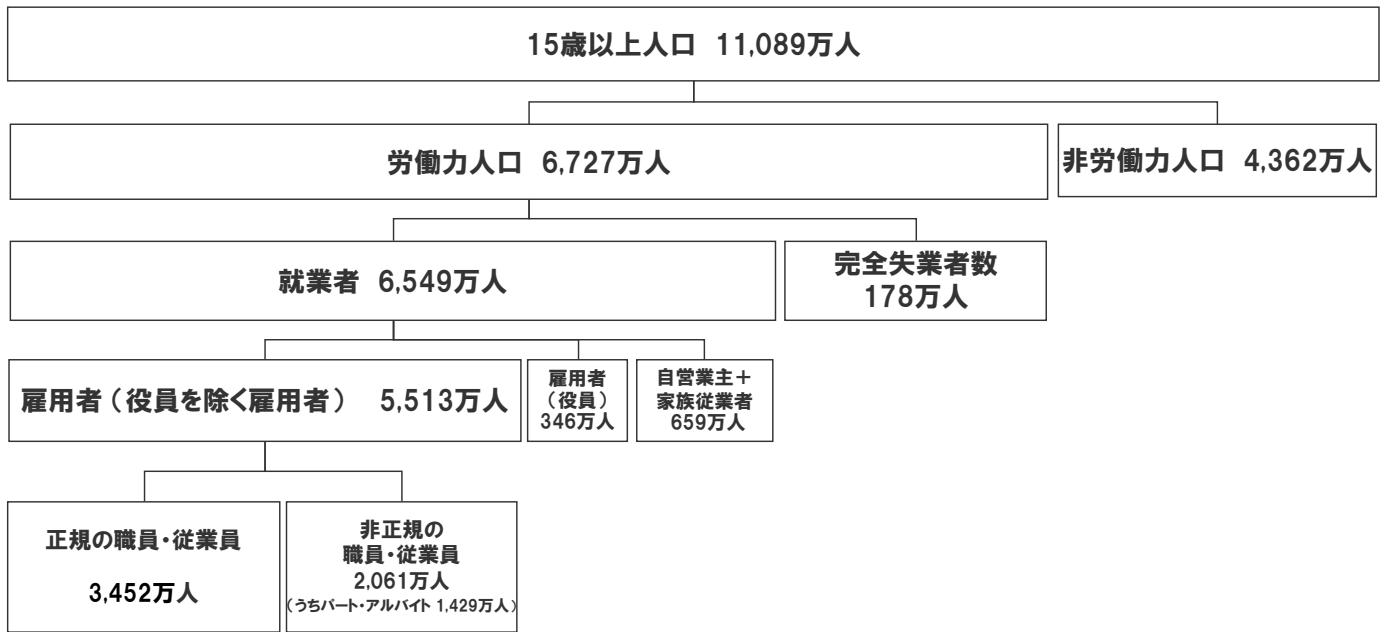 15歳以上人口 11,089万人
労働力人口 6,727万人
非労働力人口 4,362万人
就業者 6,549万人
完全失業者数
178万人
雇用者（役員を除く雇用者） 5,513万人
雇用者
（役員）
346万人
自営業主＋
家族従業者
659万人
正規の職員・従業員
3,452万人
非正規の
職員・従業員
2,061万人
（うちパート・アルバイト 1,429万人）